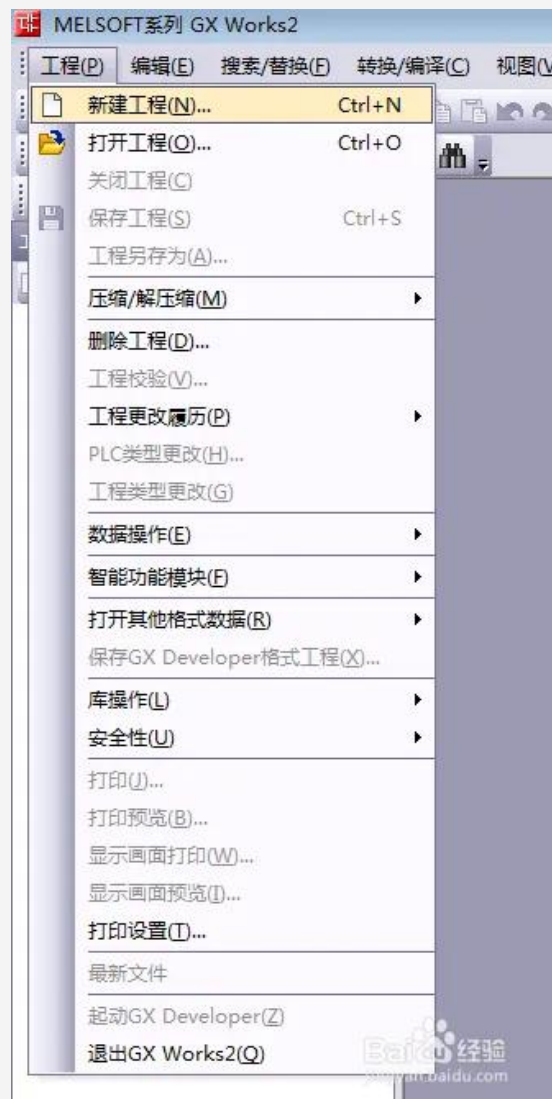 MELSOFT系列 GX Works2
工程(P) 编辑(E) 搜索/替换(F) 转换/编译(C) 视图(V
新建工程(N)... Ctrl+N
打开工程(O)... Ctrl+O
关闭工程(C)
保存工程(S) Ctrl+S
工程另存为(A)...
压缩/解压缩(M)
删除工程(D)...
工程校验(V)...
工程更改履历(P)
PLC类型更改(H)...
工程类型更改(G)
数据操作(E)
智能功能模块(F)
打开其他格式数据(R)
保存GX Developer格式工程(X)...
库操作(L)
安全性(U)
打印(J)...
打印预览(B)...
显示画面打印(W)...
显示画面预览(I)...
打印设置(T)...
最新文件
起动GX Developer(Z)
退出GX Works2(Q)
Baidu 经验
jingyan.baidu.com